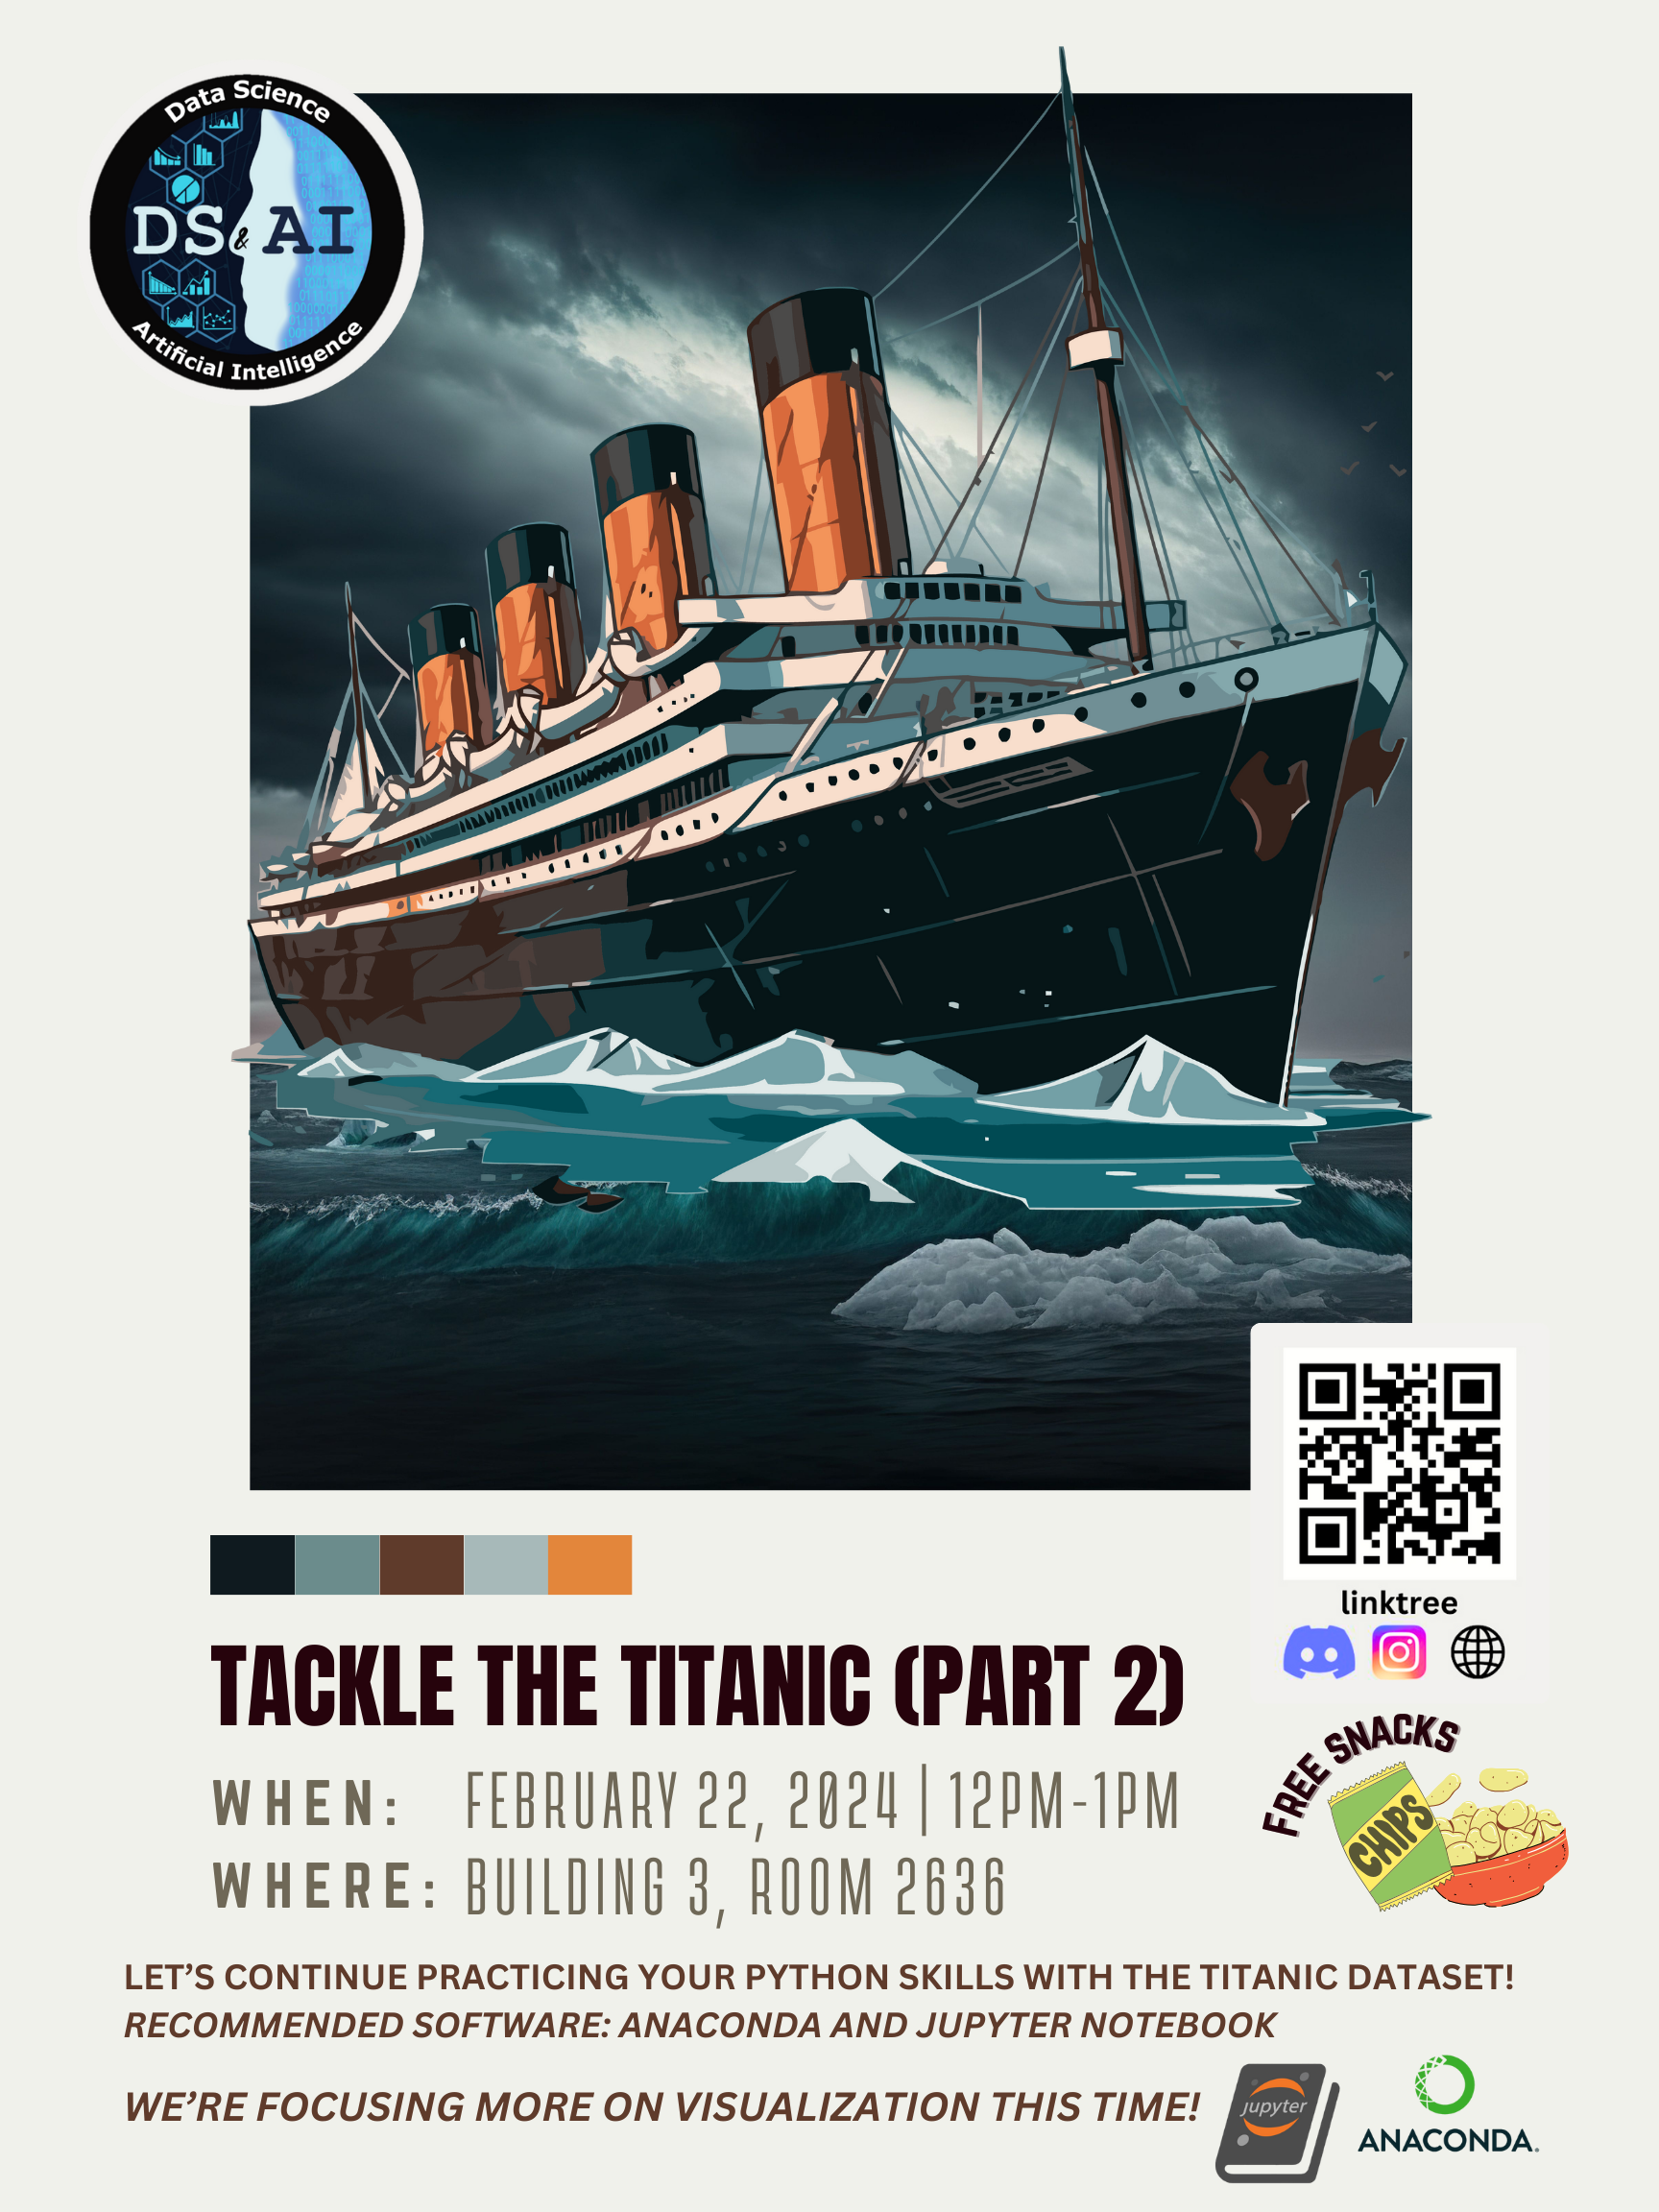 Data Science
DS & AI
Artificial Intelligence
linktree
TACKLE THE TITANIC (PART 2)
FREE SNACKS
CHIPS
WHEN: FEBRUARY 22, 2024 | 12PM-1PM
WHERE: BUILDING 3, ROOM 2636
LET'S CONTINUE PRACTICING YOUR PYTHON SKILLS WITH THE TITANIC DATASET!
RECOMMENDED SOFTWARE: ANACONDA AND JUPYTER NOTEBOOK
WE'RE FOCUSING MORE ON VISUALIZATION THIS TIME!
jupyter
ANACONDA.